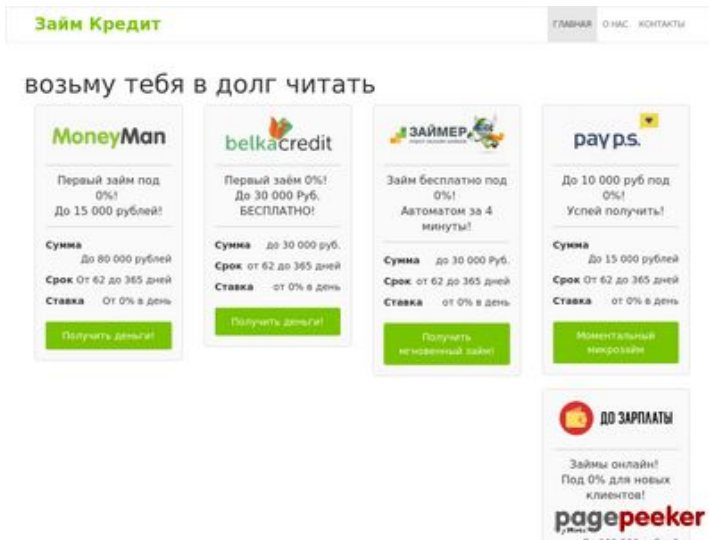 Займ Кредит
ГЛАВНАЯ О НАС КОНТАКТЫ
возьму тебя в долг читать
MoneyMan
Первый займ под
0%!
До 15 000 рублей!
Сумма
До 80 000 рублей
Срок От 62 до 365 дней
Ставка От 0% в день
Получить деньги!
belkacredit
Первый заём 0%!
До 30 000 Руб.
БЕСПЛАТНО!
Сумма до 30 000 руб.
Срок от 62 до 365 дней
Ставка от 0% в день
Получить деньги!
ЗАЙМЕР
Займ бесплатно под
0%!
Автоматом за 4
минуты!
Сумма до 30 000 Руб.
Срок от 62 до 365 дней
Ставка от 0% в день
Получить
мгновенный займ!
pay p.s.
До 10 000 руб под
0%!
Успей получить!
Сумма
До 15 000 рублей
Срок От 62 до 365 дней
Ставка От 0% в день
Моментальный
микрозайм
ДО ЗАРПЛАТЫ
Займы онлайн!
Под 0% для новых
клиентов!
pagepeeker